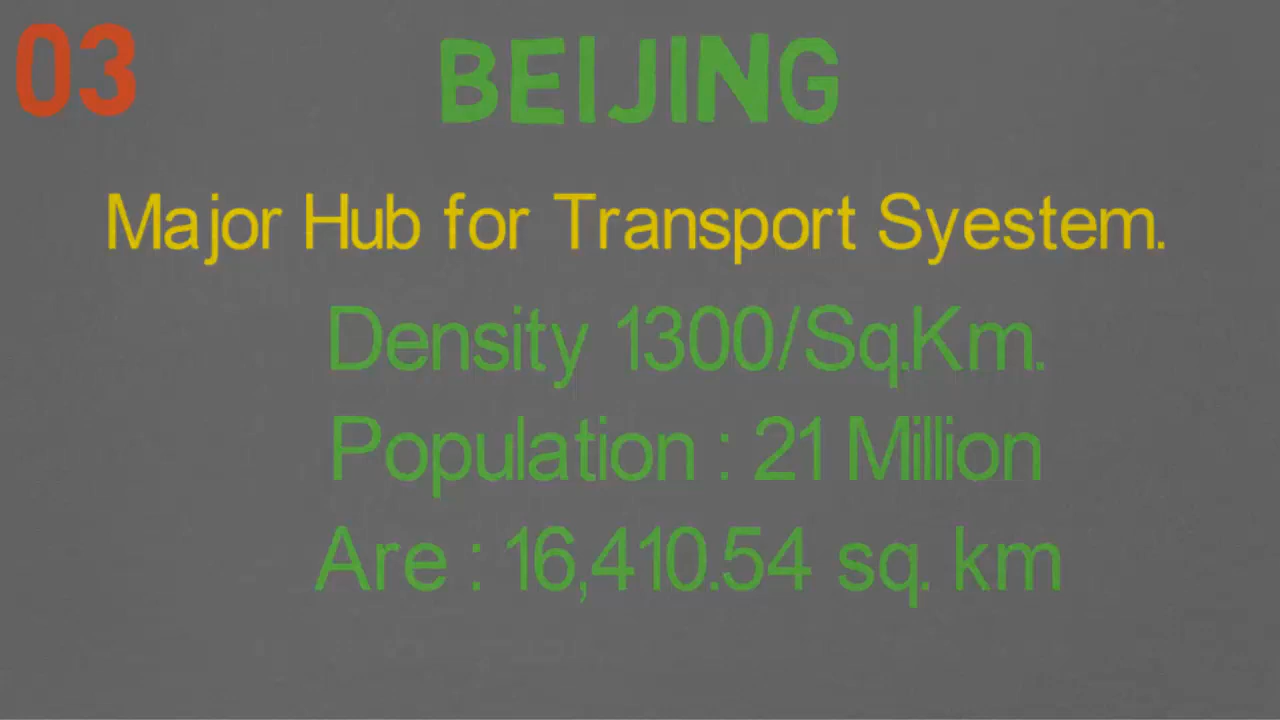 03
BEIJING
Major Hub for Transport Syestem.
Density 1300/Sq.Km.
Population : 21 Million
Are : 16,410.54 sq. km